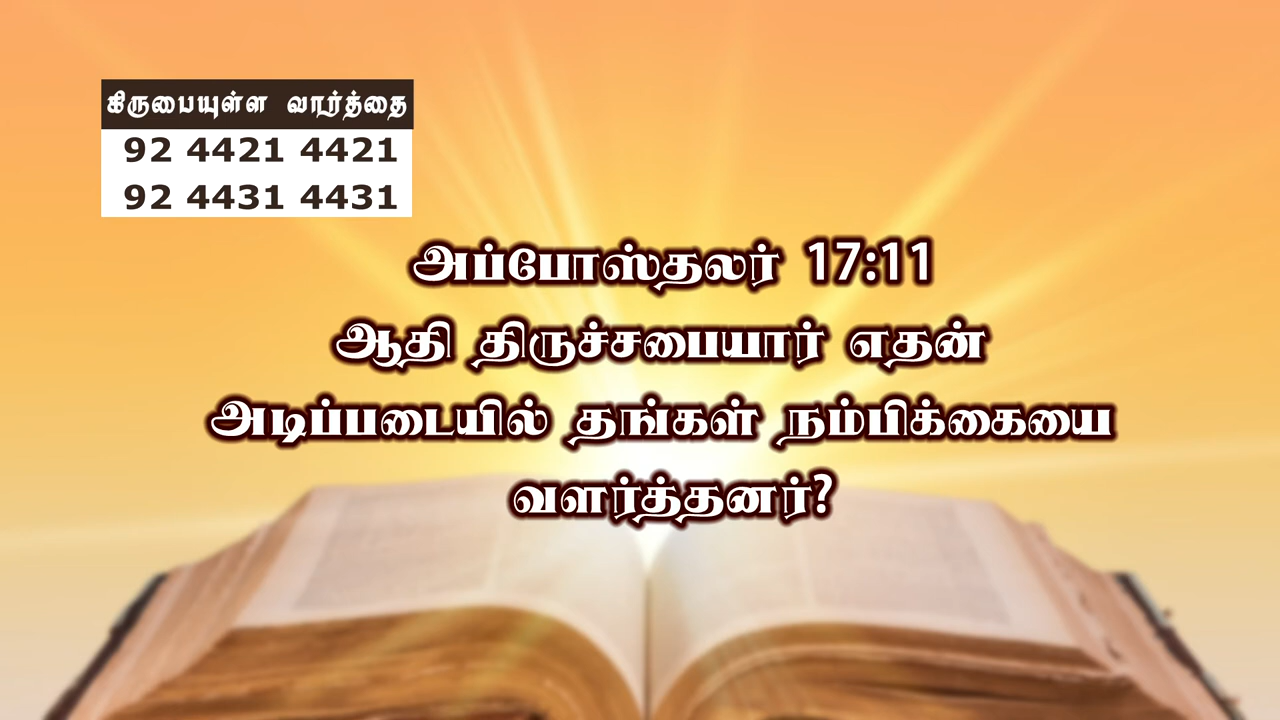 கிருபையுள்ள வார்த்தை
92 4421 4421
92 4431 4431
அப்போஸ்தலர் 17:11
ஆதி திருச்சபையார் எதன்
அடிப்படையில் தங்கள் நம்பிக்கையை
வளர்த்தனர்?